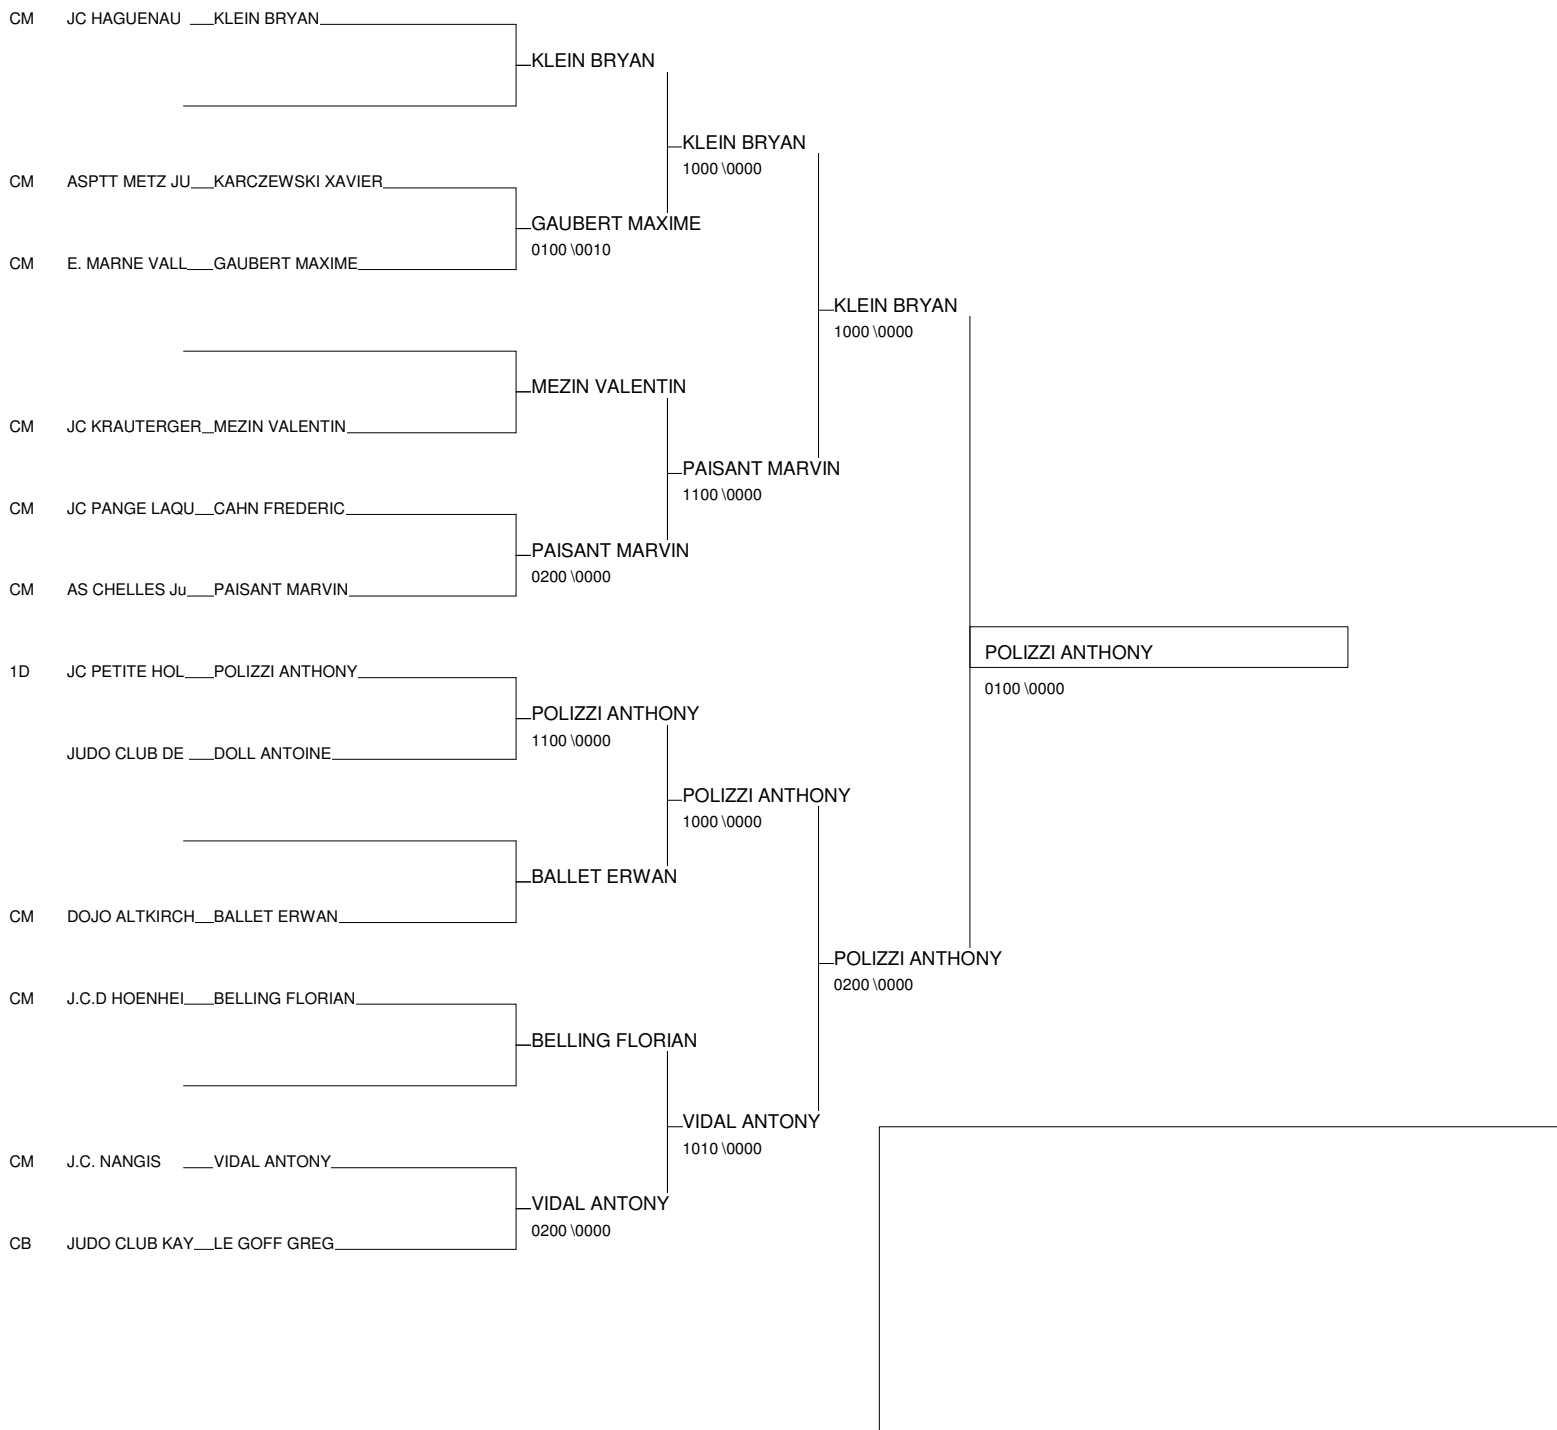 CM JC HAGUENAU KLEIN BRYAN
KLEIN BRYAN
KLEIN BRYAN
1000 \0000
CM ASPTT METZ JU KARCZEWSKI XAVIER
GAUBERT MAXIME
0100 \0010
CM E. MARNE VALL GAUBERT MAXIME
KLEIN BRYAN
1000 \0000
MEZIN VALENTIN
CM JC KRAUTERGER MEZIN VALENTIN
PAISANT MARVIN
1100 \0000
CM JC PANGE LAQU CAHN FREDERIC
PAISANT MARVIN
0200 \0000
CM AS CHELLES Ju PAISANT MARVIN
POLIZZI ANTHONY
0100 \0000
1D JC PETITE HOL POLIZZI ANTHONY
POLIZZI ANTHONY
1100 \0000
JUDO CLUB DE DOLL ANTOINE
POLIZZI ANTHONY
1000 \0000
BALLET ERWAN
CM DOJO ALTKIRCH BALLET ERWAN
POLIZZI ANTHONY
0200 \0000
CM J.C.D HOENHEI BELLING FLORIAN
BELLING FLORIAN
VIDAL ANTONY
1010 \0000
CM J.C. NANGIS VIDAL ANTONY
VIDAL ANTONY
0200 \0000
CB JUDO CLUB KAY LE GOFF GREG